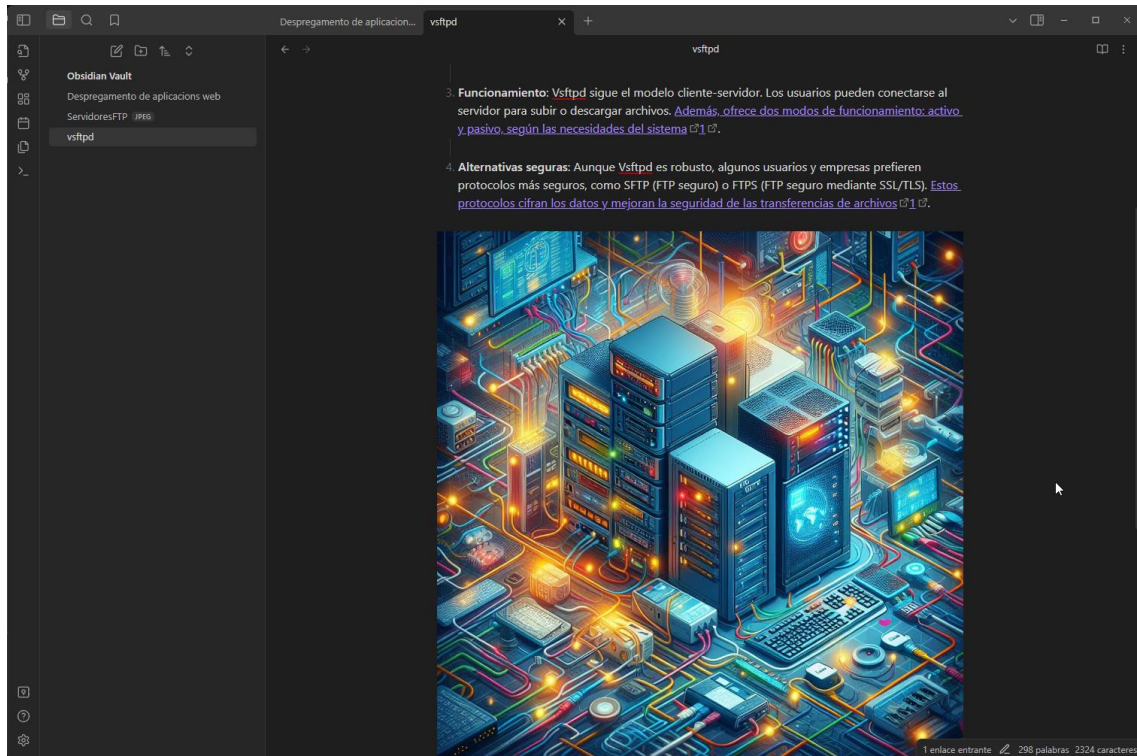 Despregamento de aplicacion...
vsftpd
vsftpd
Obsidian Vault
Despregamento de aplicacions web
ServidoresFTP JPEG
vsftpd
3. Funcionamiento: Vsftpd sigue el modelo cliente-servidor. Los usuarios pueden conectarse al
servidor para subir o descargar archivos. Además, ofrece dos modos de funcionamiento: activo
y pasivo, según las necesidades del sistema 1 .
4. Alternativas seguras: Aunque Vsftpd es robusto, algunos usuarios y empresas prefieren
protocolos más seguros, como SFTP (FTP seguro) o FTPS (FTP seguro mediante SSL/TLS). Estos
protocolos cifran los datos y mejoran la seguridad de las transferencias de archivos 1 .
1 enlace entrante 298 palabras 2324 caracteres